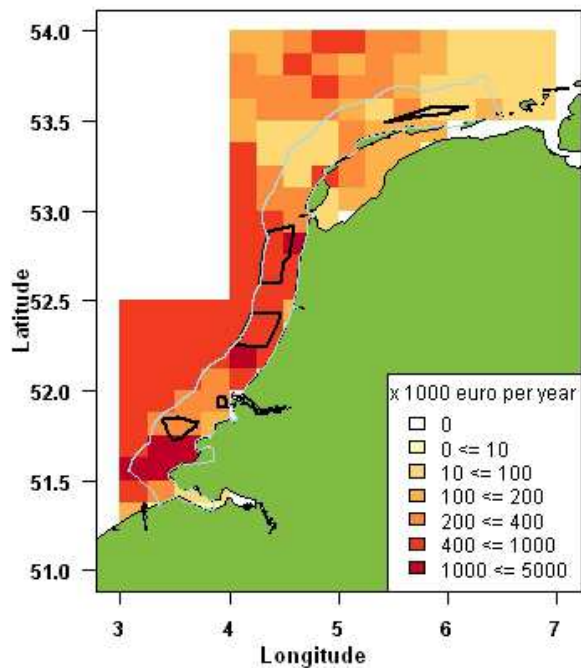 54.0
53.5
53.0
52.5
52.0
51.5
51.0
Latitude
x 1000 euro per year
0
0 <= 10
10 <= 100
100 <= 200
200 <= 400
400 <= 1000
1000 <= 5000
3 4 5 6 7
Longitude